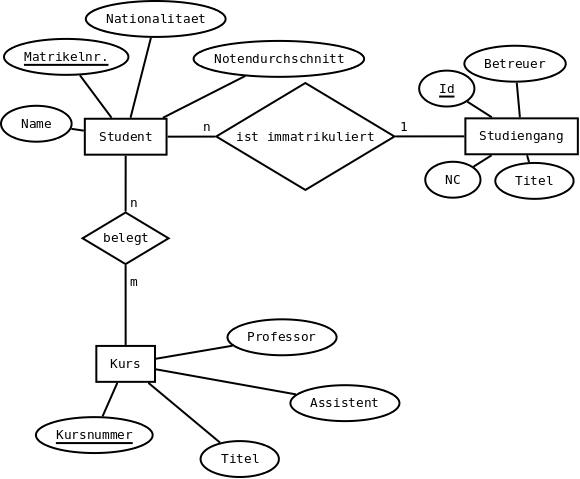 Nationalitaet
Matrikelnr.
Notendurchschnitt
Betreuer
Id
Name
Student
n
ist immatrikuliert
1
Studiengang
NC
Titel
n
belegt
m
Professor
Kurs
Assistent
Kursnummer
Titel